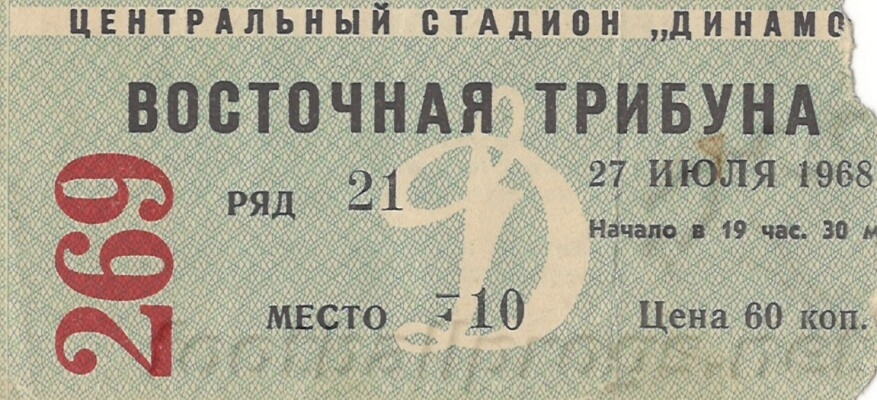 ЦЕНТРАЛЬНЫЙ СТАДИОН „ДИНАМО
ВОСТОЧНАЯ ТРИБУНА
269
РЯД 21
27 ИЮЛЯ 1968
Начало в 19 час. 30 м
МЕСТО 10
Цена 60 коп.